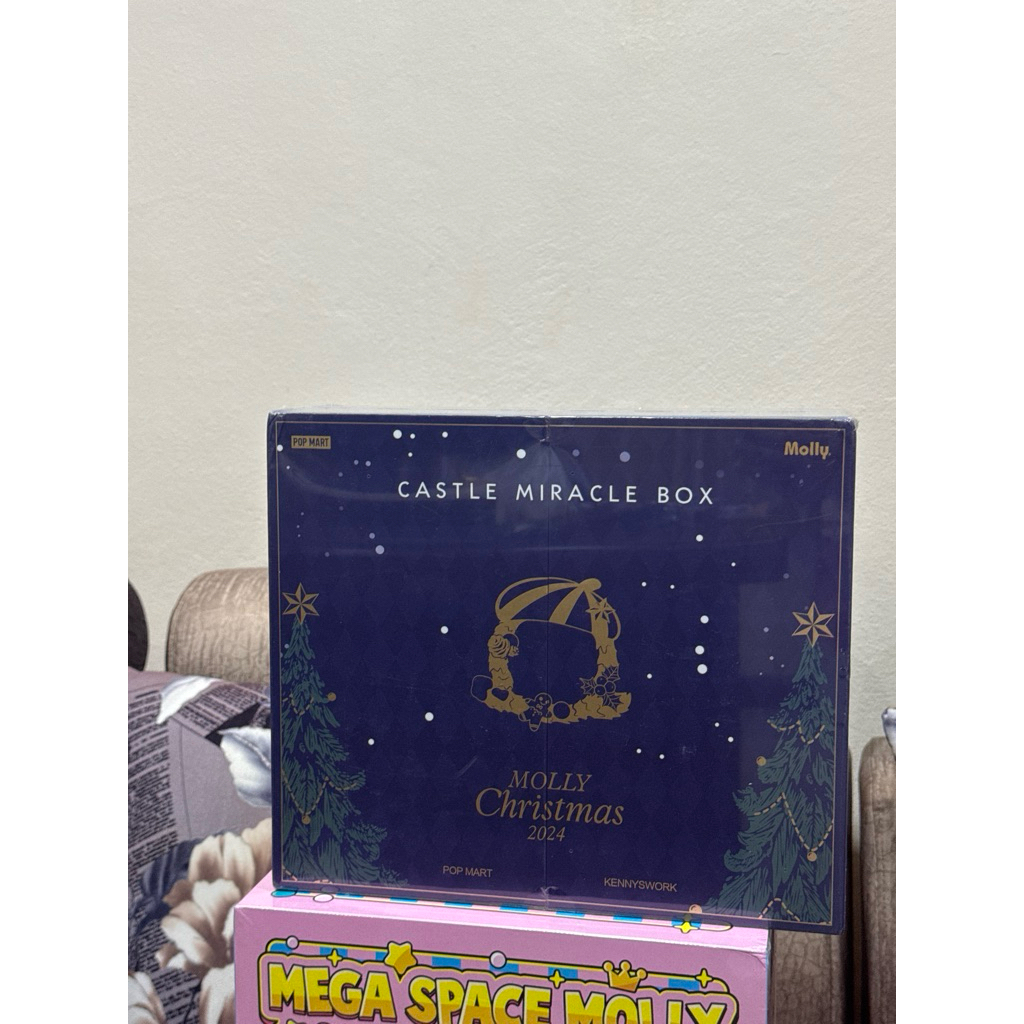 POP MART
Molly
CASTLE MIRACLE BOX
MOLLY
Christmas
2024
POP MART
KENNYSWORK
MEGA SPACE MOLLY